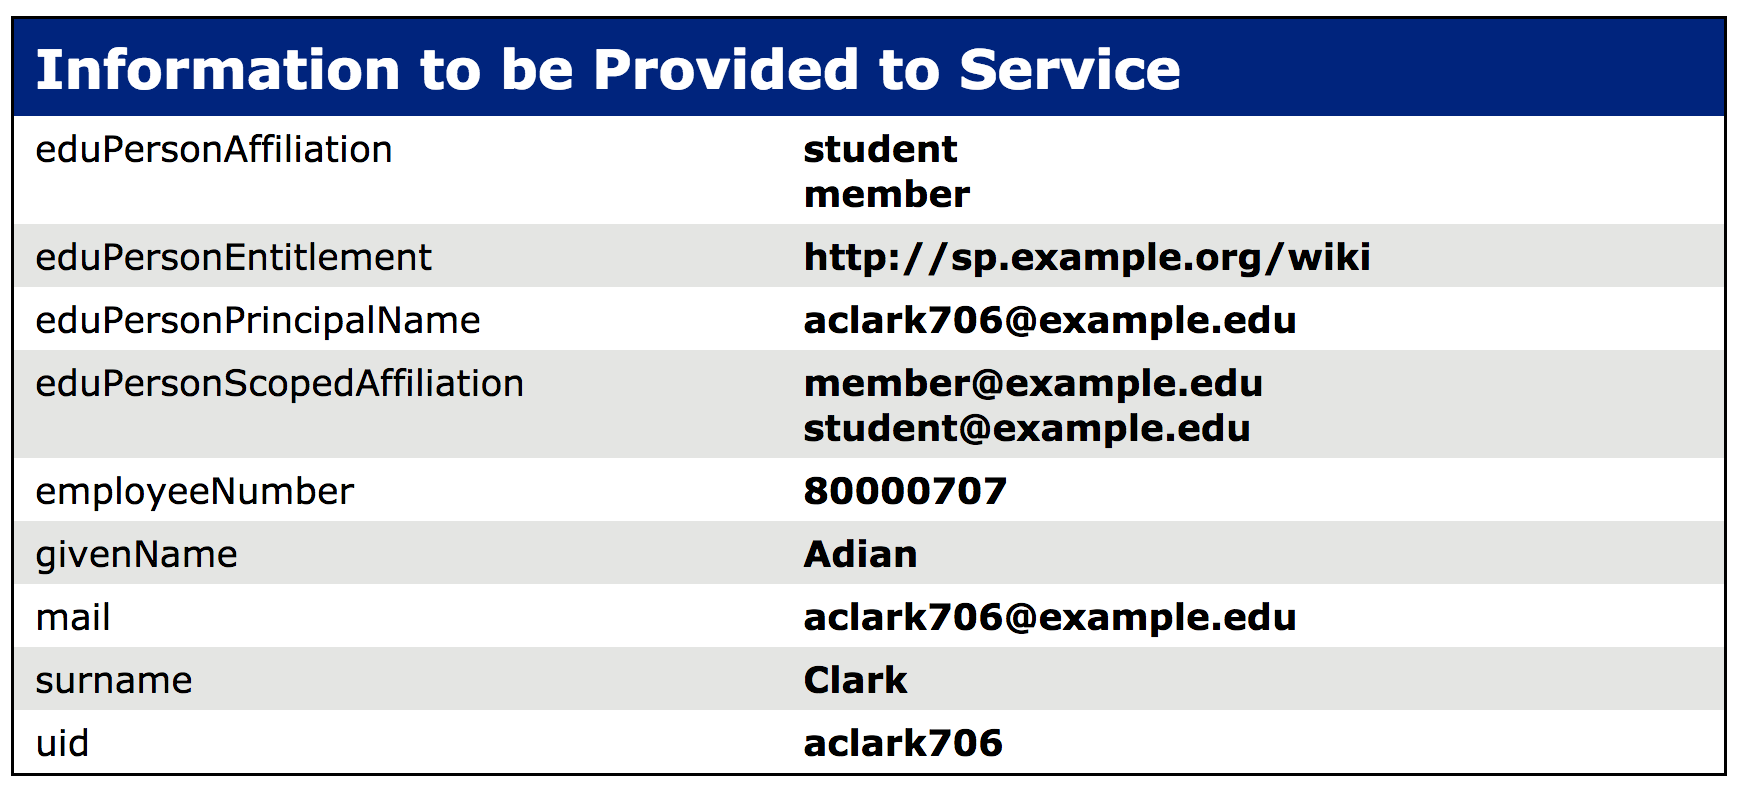 Information to be Provided to Service
eduPersonAffiliation student
member
eduPersonEntitlement http://sp.example.org/wiki
eduPersonPrincipalName aclark706@example.edu
eduPersonScopedAffiliation member@example.edu
student@example.edu
employeeNumber 80000707
givenName Adian
mail aclark706@example.edu
surname Clark
uid aclark706